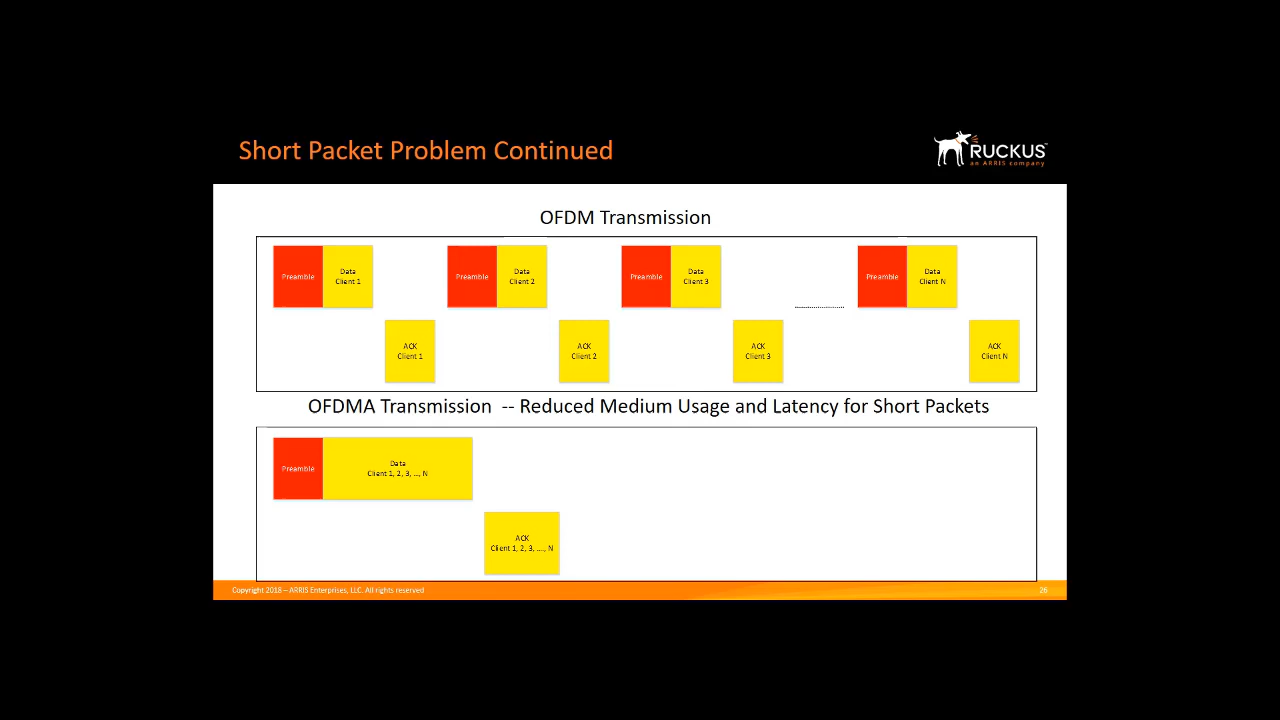 Short Packet Problem Continued
RUCKUS™
an ARRIS company
OFDM Transmission
Preamble
Data
Client 1
Preamble
Data
Client 2
Preamble
Data
Client 3
Preamble
Data
Client N
ACK
Client 1
ACK
Client 2
ACK
Client 3
ACK
Client N
OFDMA Transmission -- Reduced Medium Usage and Latency for Short Packets
Preamble
Data
Client 1, 2, 3, ..., N
ACK
Client 1, 2, 3, ...., N
Copyright 2018 – ARRIS Enterprises, LLC. All rights reserved
26